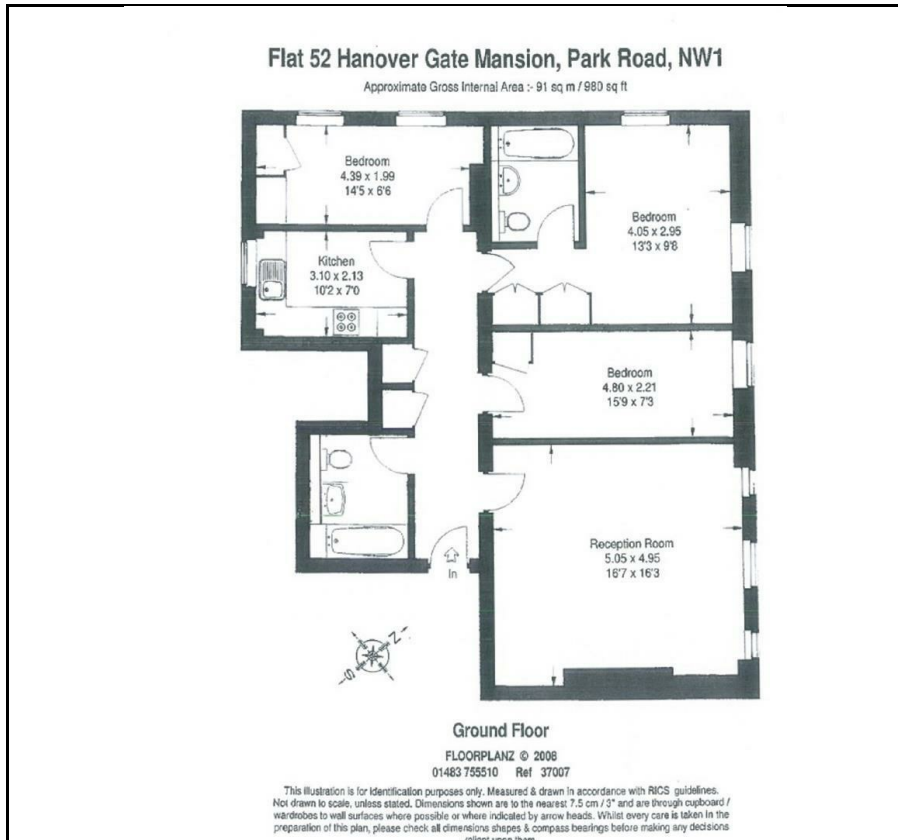 Flat 52 Hanover Gate Mansion, Park Road, NW1
Approximate Gross Internal Area :- 91 sq m / 980 sq ft
Bedroom
4.39 x 1.99
14'5 x 6'6
Bedroom
4.05 x 2.95
13'3 x 9'8
Kitchen
3.10 x 2.13
10'2 x 7'0
Bedroom
4.80 x 2.21
15'9 x 7'3
Reception Room
5.05 x 4.95
16'7 x 16'3
In
N
S
Ground Floor
FLOORPLANZ © 2008
01483 755510 Ref 37007
This illustration is for identification purposes only. Measured & drawn in accordance with RICS guidelines.
Not drawn to scale, unless stated. Dimensions shown are to the nearest 7.5 cm / 3" and are through cupboard /
wardrobes to wall surfaces where possible or where indicated by arrow heads. Whilst every care is taken in the
preparation of this plan, please check all dimensions shapes & compass bearings before making any decisions
reliant upon them.